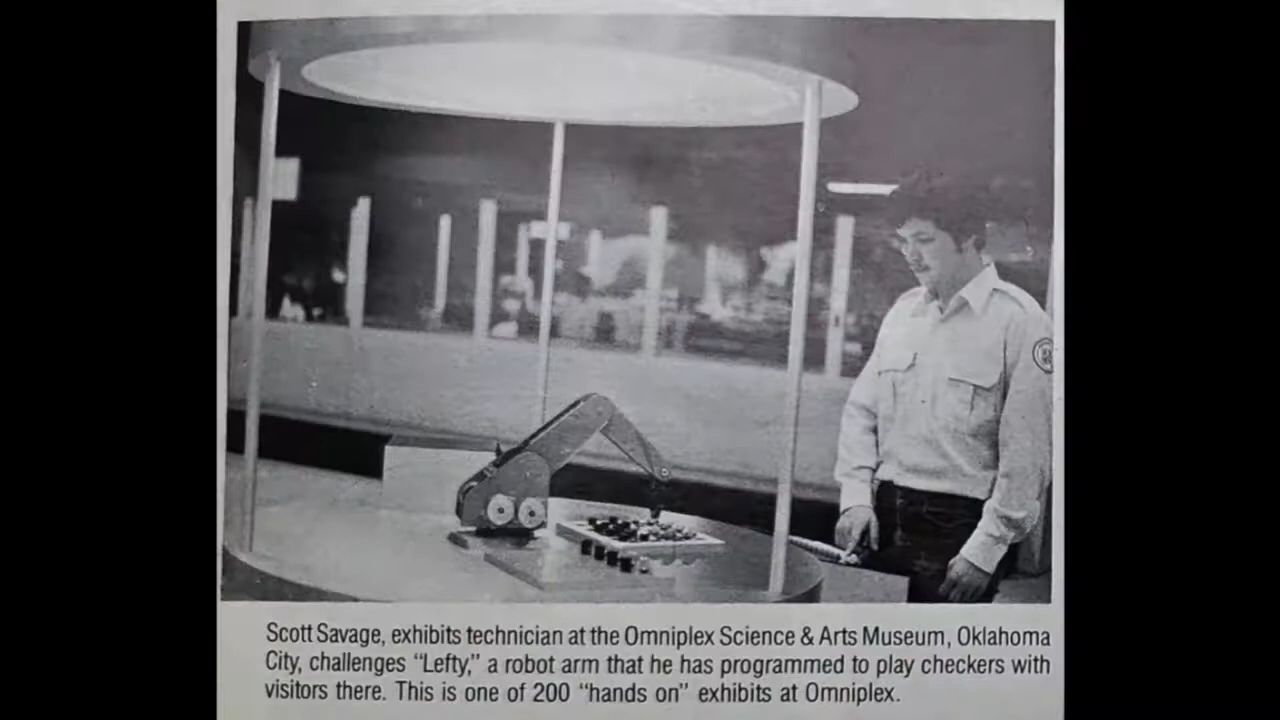 Scott Savage, exhibits technician at the Omniplex Science & Arts Museum, Oklahoma
City, challenges "Lefty," a robot arm that he has programmed to play checkers with
visitors there. This is one of 200 "hands on" exhibits at Omniplex.